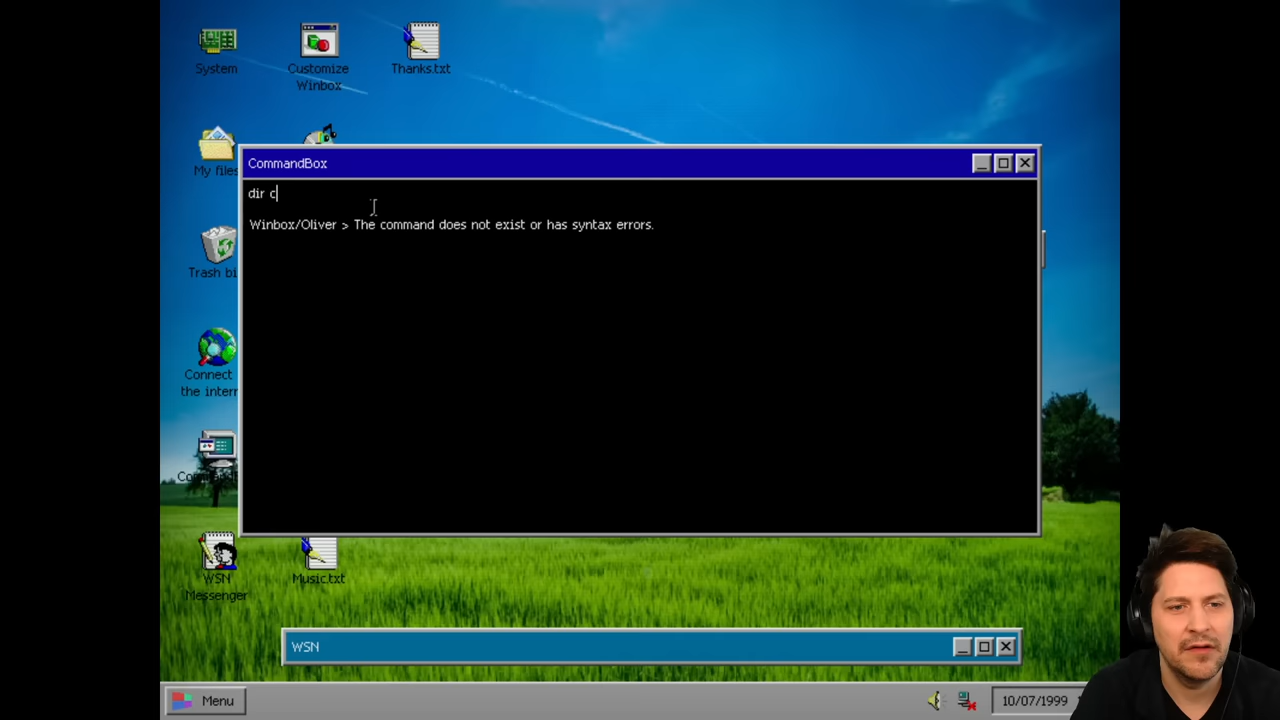 System
Customize
Winbox
Thanks.txt
My files
CommandBox
dir c
Winbox/Oliver > The command does not exist or has syntax errors.
Trash bi
Connect
the intern
WSN
Messenger
Music.txt
WSN
Menu
10/07/1999